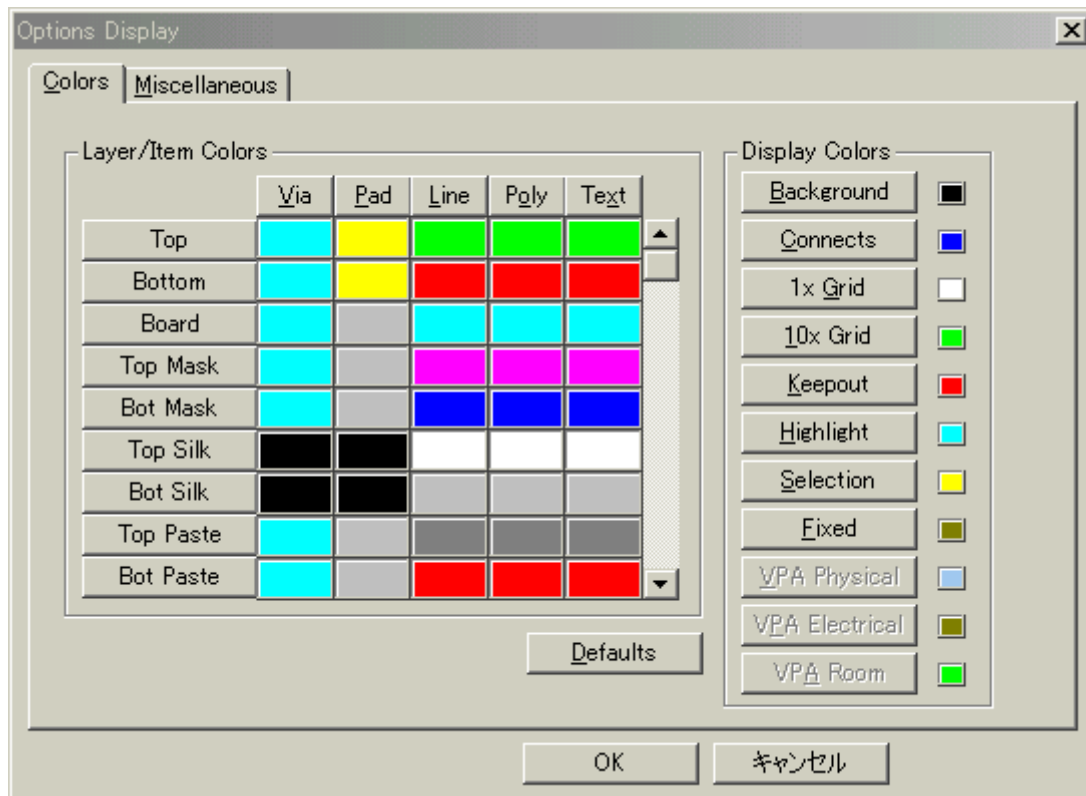 Options Display
Colors Miscellaneous
Layer/Item Colors
Via Pad Line Poly Text
Top
Bottom
Board
Top Mask
Bot Mask
Top Silk
Bot Silk
Top Paste
Bot Paste
Defaults
Display Colors
Background
Connects
1x Grid
10x Grid
Keepout
Highlight
Selection
Fixed
VPA Physical
VPA Electrical
VPA Room
OK キャンセル